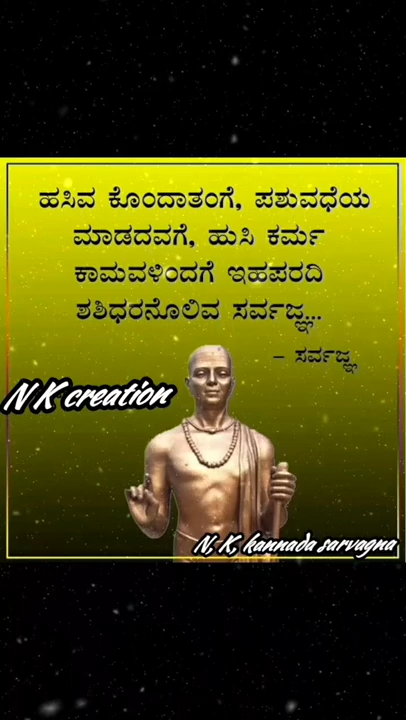 ಹಸಿವ ಕೊಂದಾತಂಗೆ, ಪಶುವಧೆಯ
ಮಾಡದವಗೆ, ಹುಸಿ ಕರ್ಮ
ಕಾಮವಳಿಂದಗೆ ಇಹಪರದಿ
ಶಶಿಧರನೊಲಿವ ಸರ್ವಜ್ಞ...
– ಸರ್ವಜ್ಞ
N K creation
N, K, kannada sarvagna